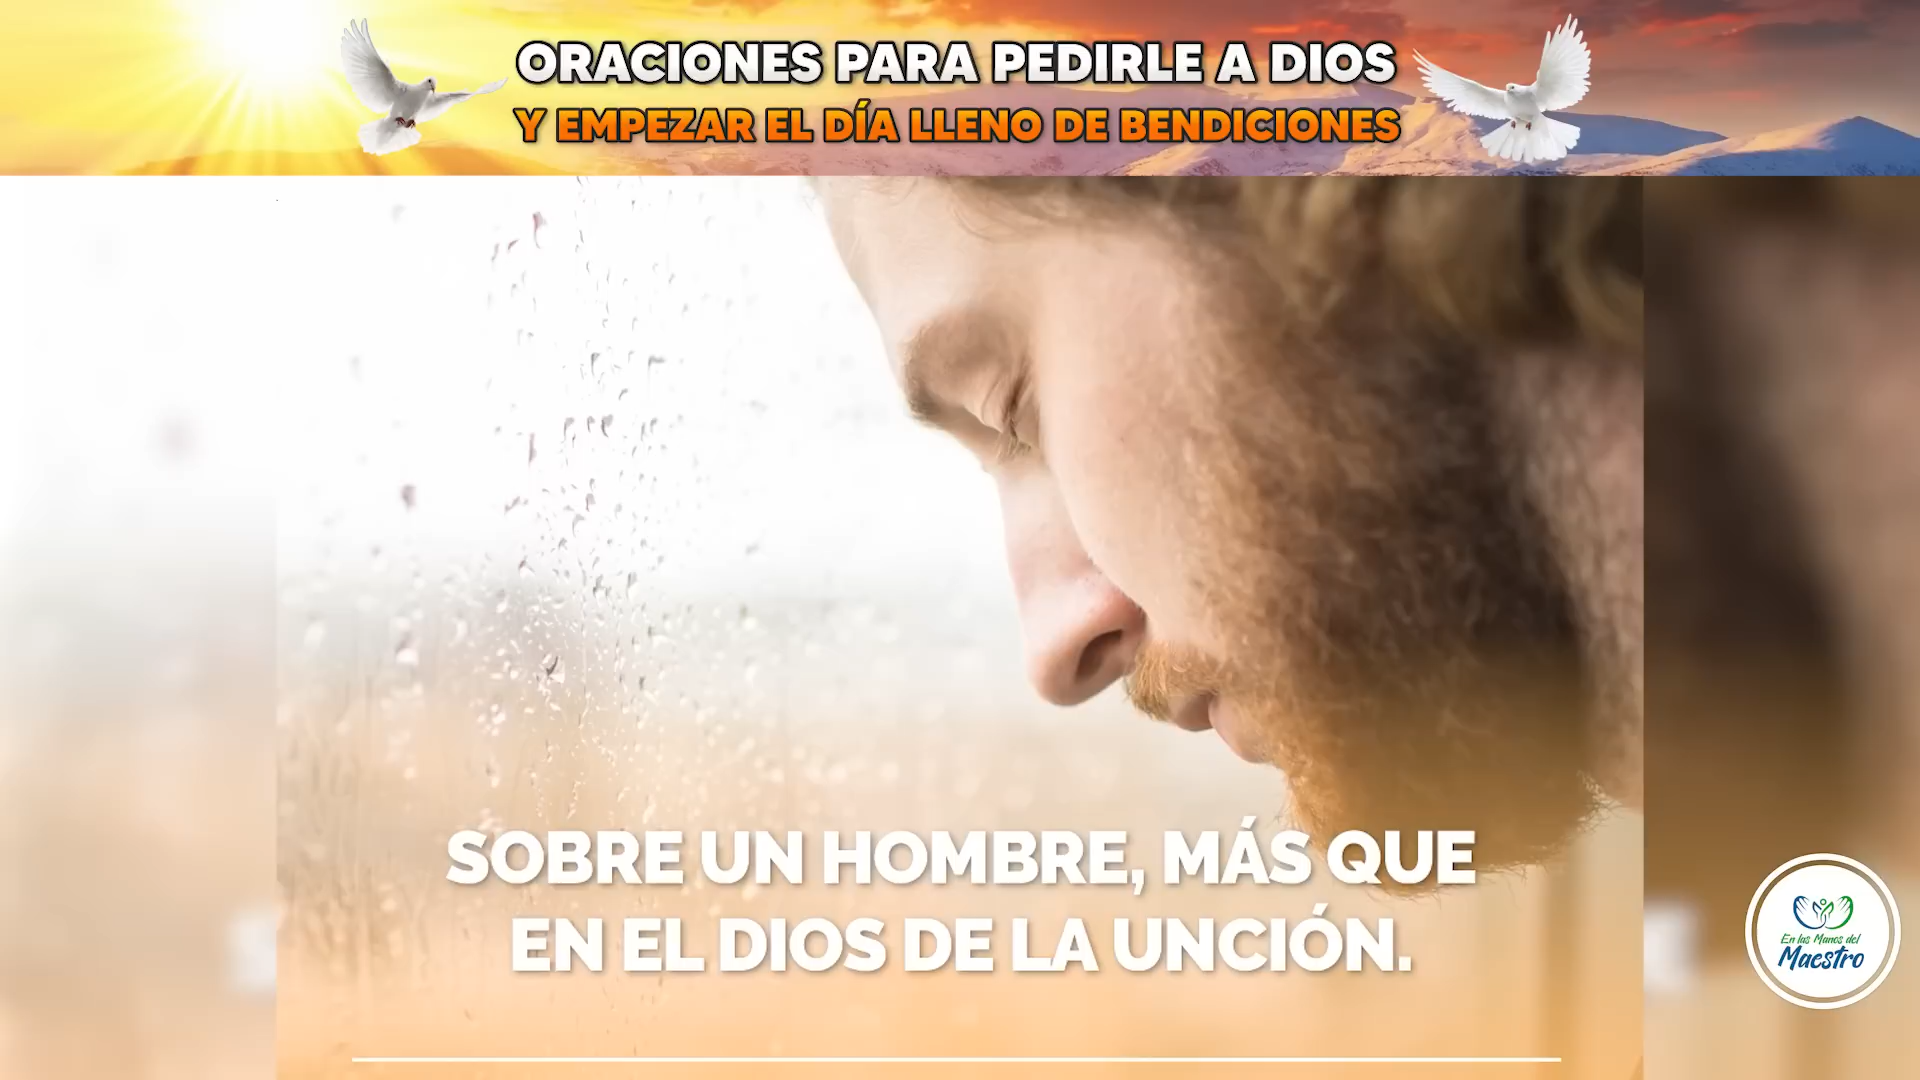 ORACIONES PARA PEDIRLE A DIOS
Y EMPEZAR EL DÍA LLENO DE BENDICIONES
SOBRE UN HOMBRE, MÁS QUE
EN EL DIOS DE LA UNCIÓN.
En las Manos del
Maestro